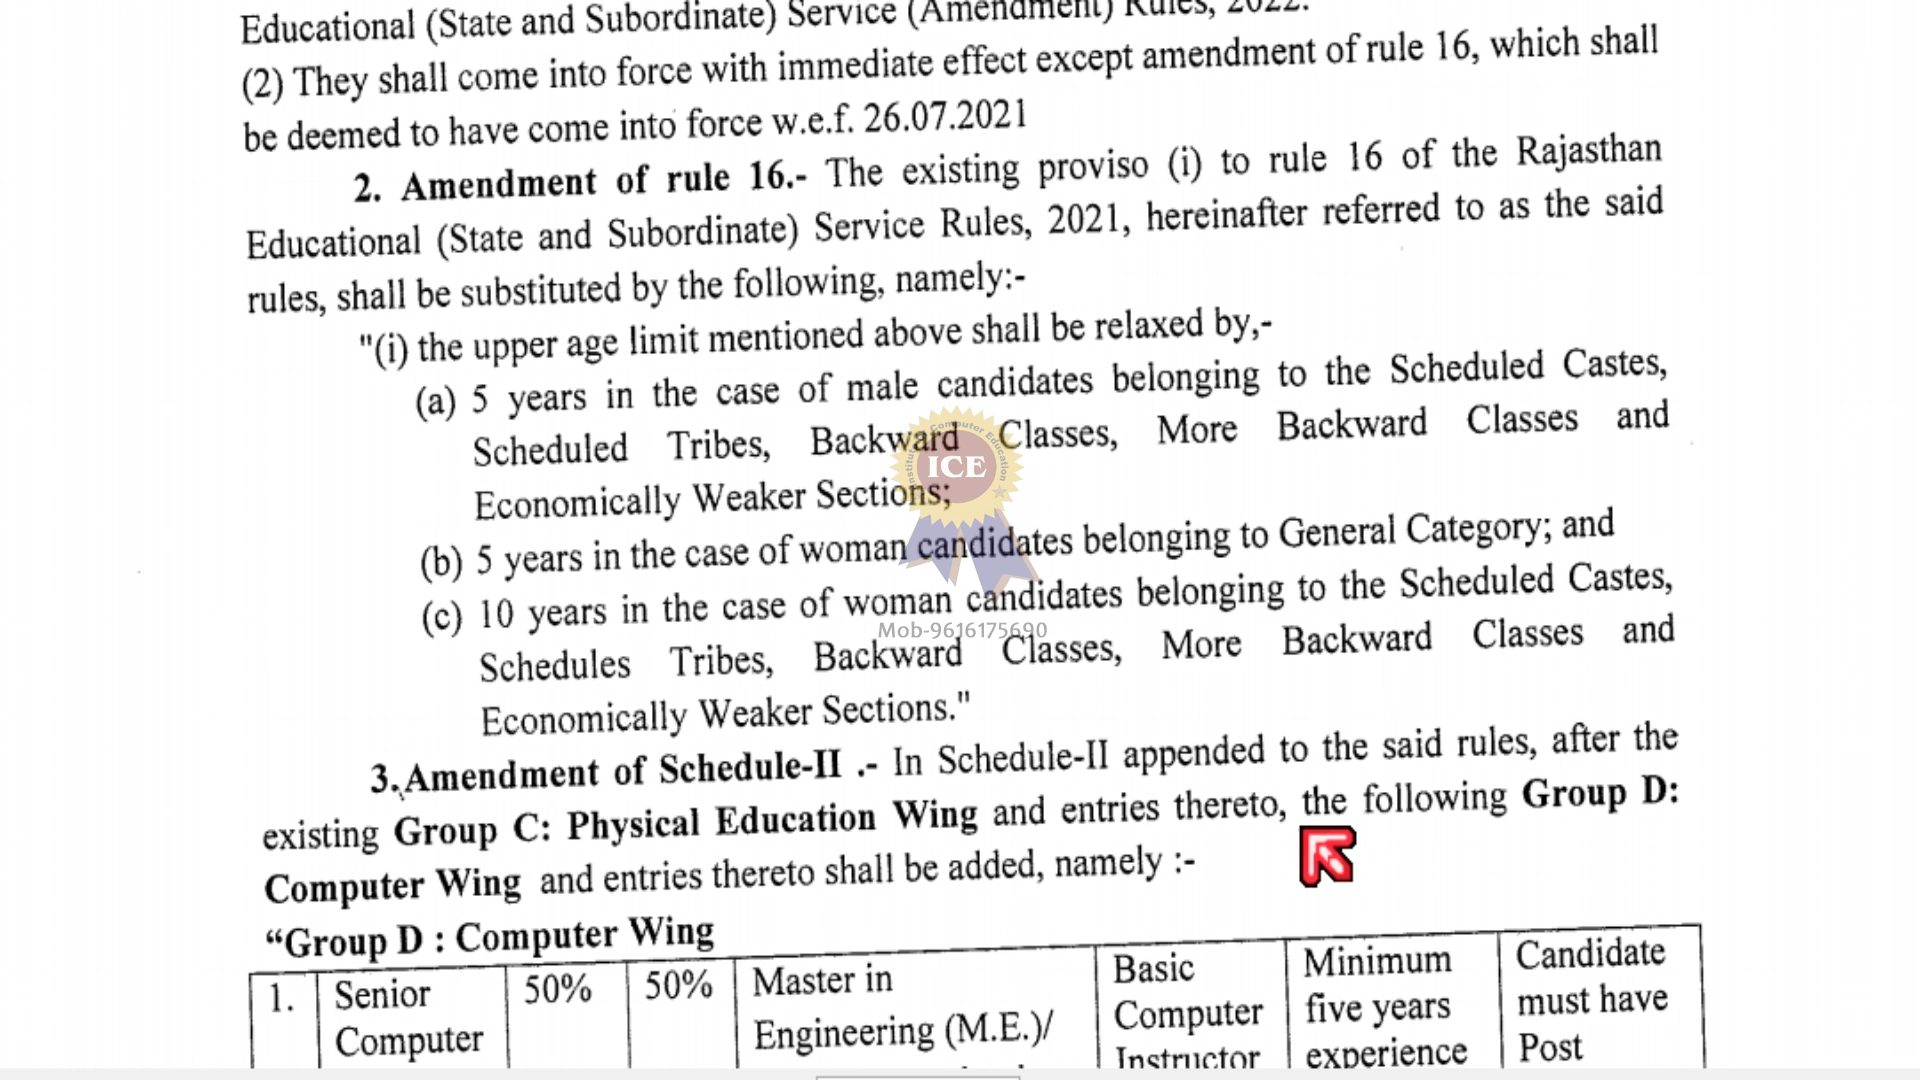 Educational (State and Subordinate) Service (Amendment) Rules, 2022.
(2) They shall come into force with immediate effect except amendment of rule 16, which shall
be deemed to have come into force w.e.f. 26.07.2021
2. Amendment of rule 16.- The existing proviso (i) to rule 16 of the Rajasthan
Educational (State and Subordinate) Service Rules, 2021, hereinafter referred to as the said
rules, shall be substituted by the following, namely:-
"(i) the upper age limit mentioned above shall be relaxed by,-
(a) 5 years in the case of male candidates belonging to the Scheduled Castes,
Scheduled Tribes, Backward Classes, More Backward Classes and
Economically Weaker Sections;
(b) 5 years in the case of woman candidates belonging to General Category; and
(c) 10 years in the case of woman candidates belonging to the Scheduled Castes,
Schedules Tribes, Backward Classes, More Backward Classes and
Economically Weaker Sections."
3. Amendment of Schedule-II .- In Schedule-II appended to the said rules, after the
existing Group C: Physical Education Wing and entries thereto, the following Group D:
Computer Wing and entries thereto shall be added, namely :-
“Group D : Computer Wing
1. Senior 50% 50% Master in Basic Minimum Candidate
Computer Engineering (M.E.)/ Computer five years must have
Instructor experience Post
Computer Education
ICE
Mob-9616175690